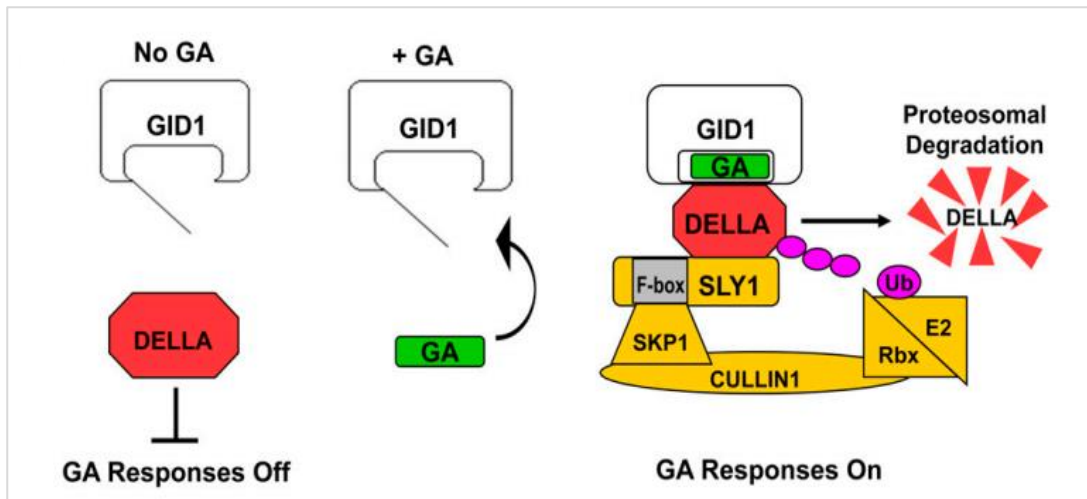 No GA
GID1
DELLA
GA Responses Off
+ GA
GID1
GA
GID1
GA
DELLA
F-box
SLY1
SKP1
CULLIN1
Ub
E2
Rbx
Proteosomal
Degradation
DELLA
GA Responses On